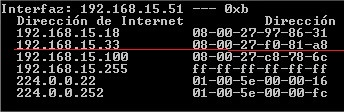 Interfaz: 192.168.15.51 --- 0xb
Dirección de Internet Dirección
192.168.15.18 08-00-27-97-86-31
192.168.15.33 08-00-27-f0-81-a8
192.168.15.100 08-00-27-c8-78-6c
192.168.15.255 ff-ff-ff-ff-ff-ff
224.0.0.22 01-00-5e-00-00-16
224.0.0.252 01-00-5e-00-00-fc